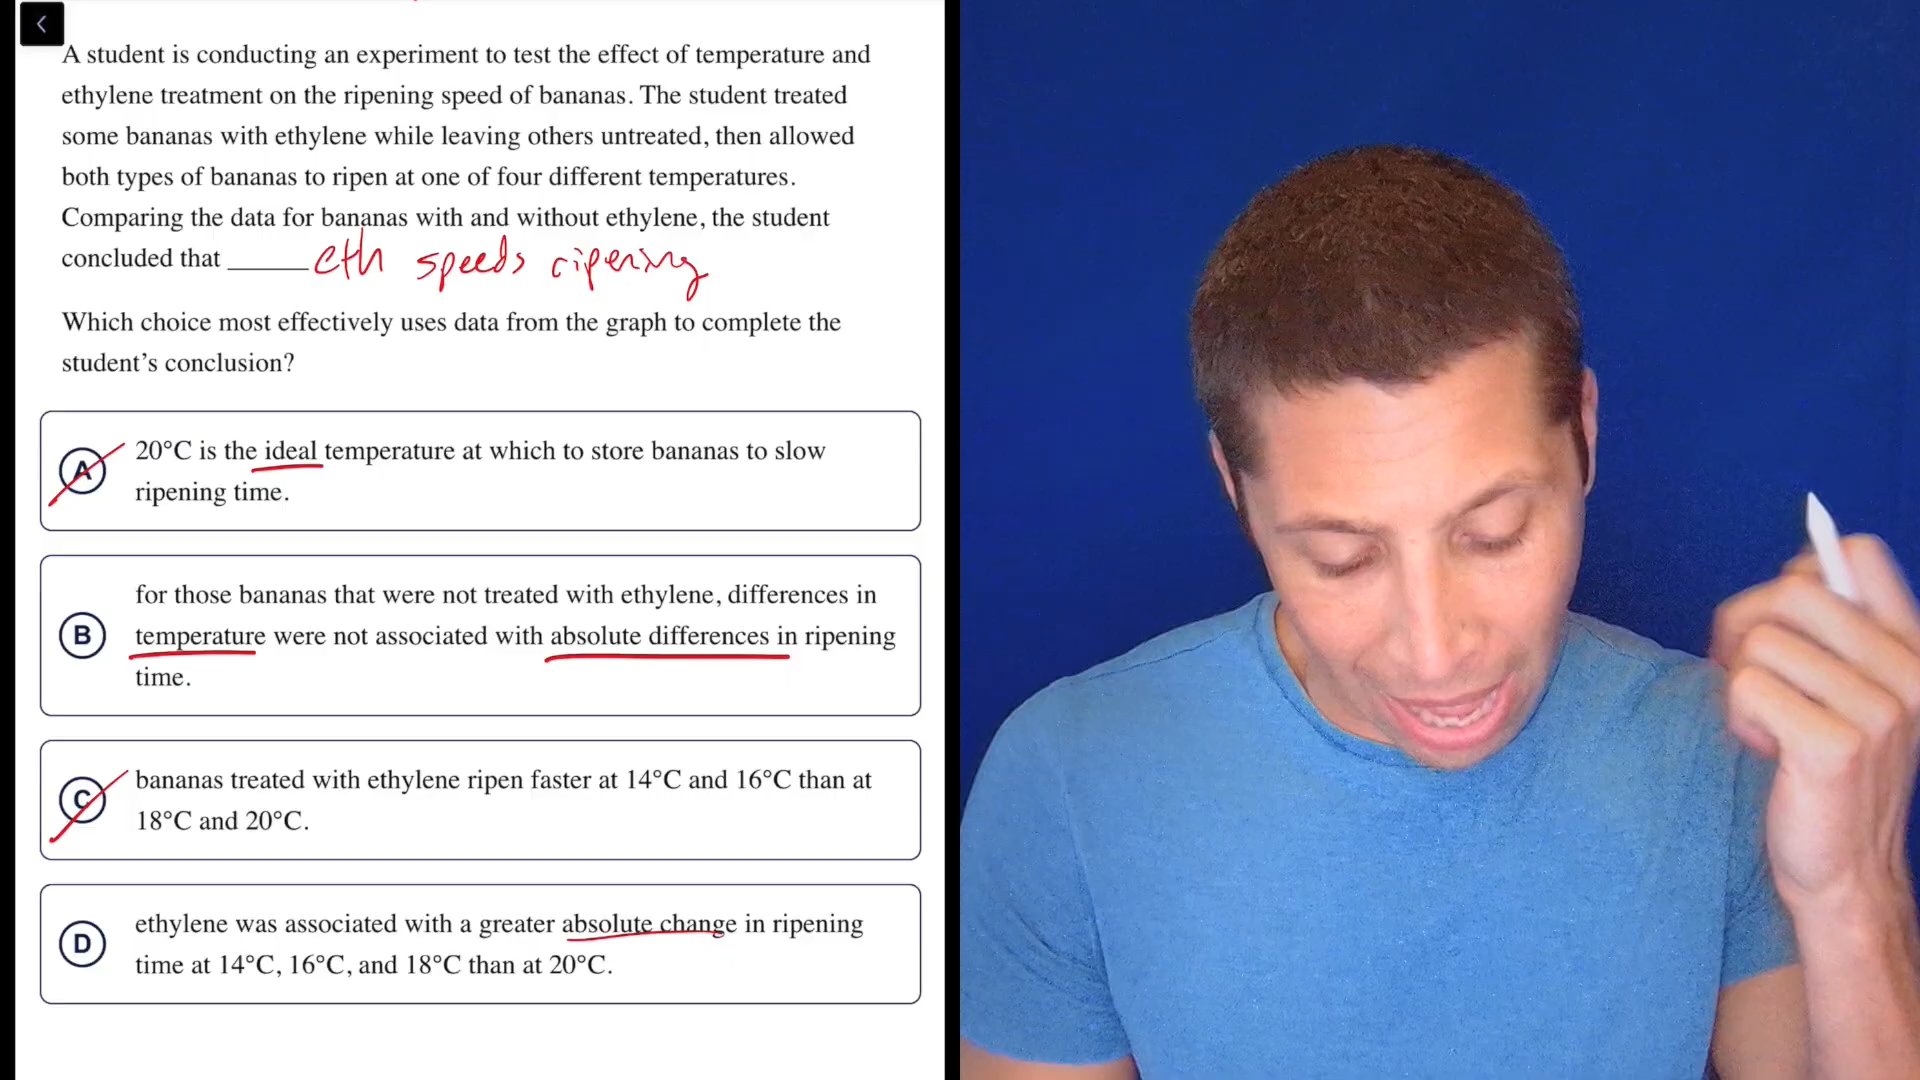 A student is conducting an experiment to test the effect of temperature and
ethylene treatment on the ripening speed of bananas. The student treated
some bananas with ethylene while leaving others untreated, then allowed
both types of bananas to ripen at one of four different temperatures.
Comparing the data for bananas with and without ethylene, the student
concluded that ______ eth speeds ripening
Which choice most effectively uses data from the graph to complete the
student’s conclusion?
A 20°C is the ideal temperature at which to store bananas to slow
ripening time.
for those bananas that were not treated with ethylene, differences in
B temperature were not associated with absolute differences in ripening
time.
C bananas treated with ethylene ripen faster at 14°C and 16°C than at
18°C and 20°C.
D ethylene was associated with a greater absolute change in ripening
time at 14°C, 16°C, and 18°C than at 20°C.